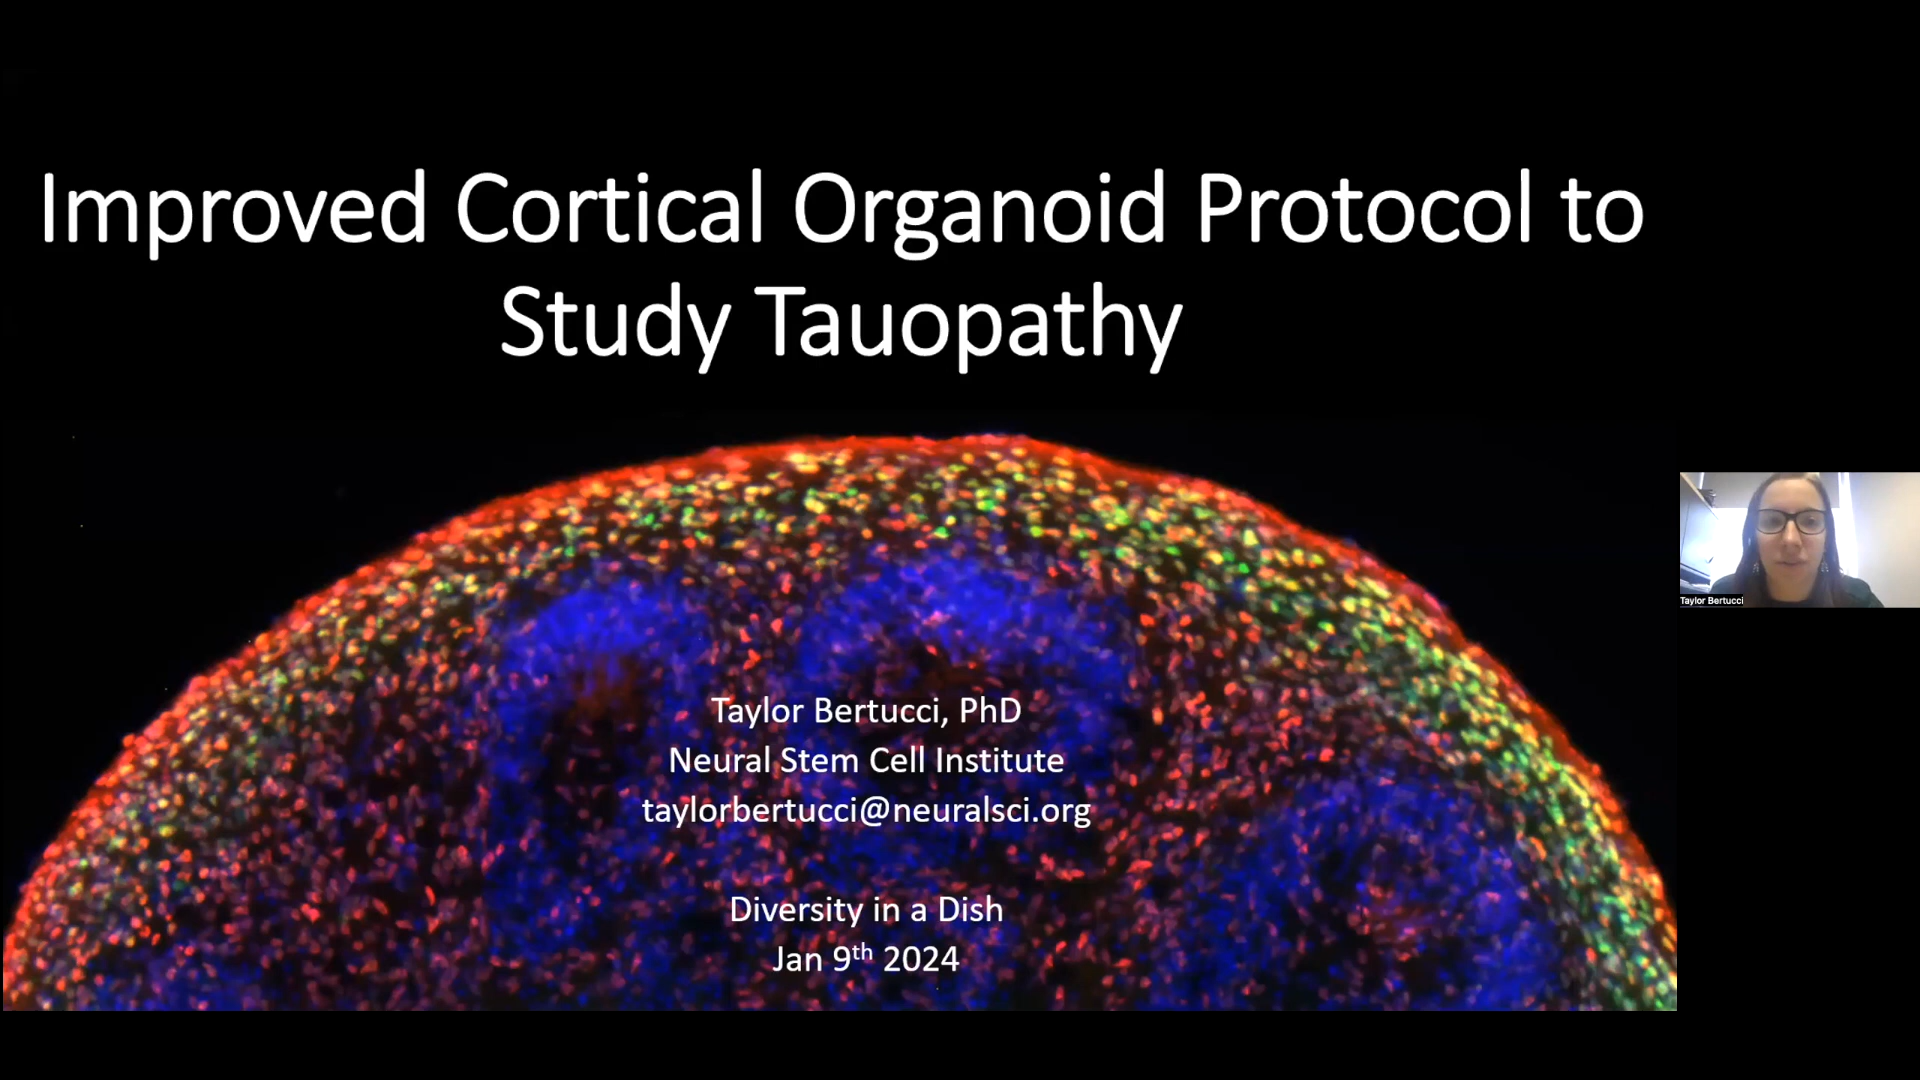 Improved Cortical Organoid Protocol to
Study Tauopathy
Taylor Bertucci, PhD
Neural Stem Cell Institute
taylorbertucci@neuralsci.org
Diversity in a Dish
Jan 9th 2024
Taylor Bertucci